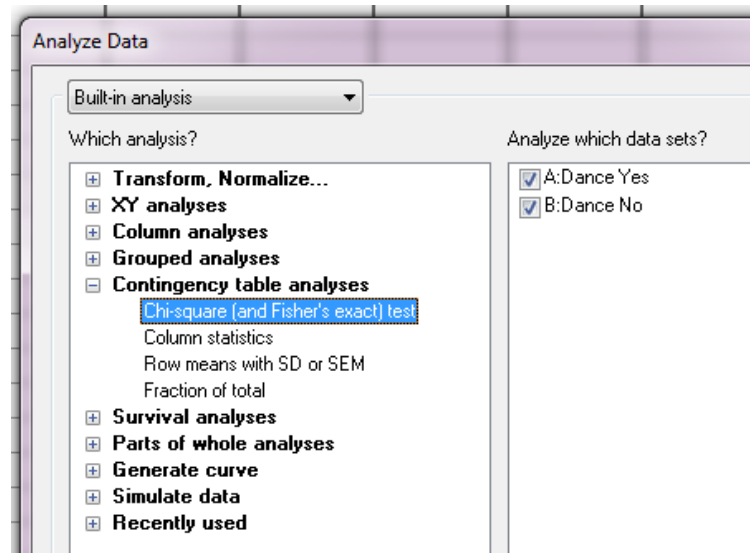 Analyze Data
Built-in analysis
Which analysis?
Transform, Normalize...
XY analyses
Column analyses
Grouped analyses
Contingency table analyses
Chi-square (and Fisher's exact) test
Column statistics
Row means with SD or SEM
Fraction of total
Survival analyses
Parts of whole analyses
Generate curve
Simulate data
Recently used
Analyze which data sets?
A:Dance Yes
B:Dance No